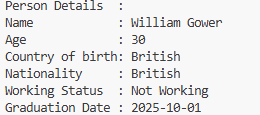 Person Details  :
Name            : William Gower
Age             : 30
Country of birth: British
Nationality     : British
Working Status  : Not Working
Graduation Date : 2025-10-01